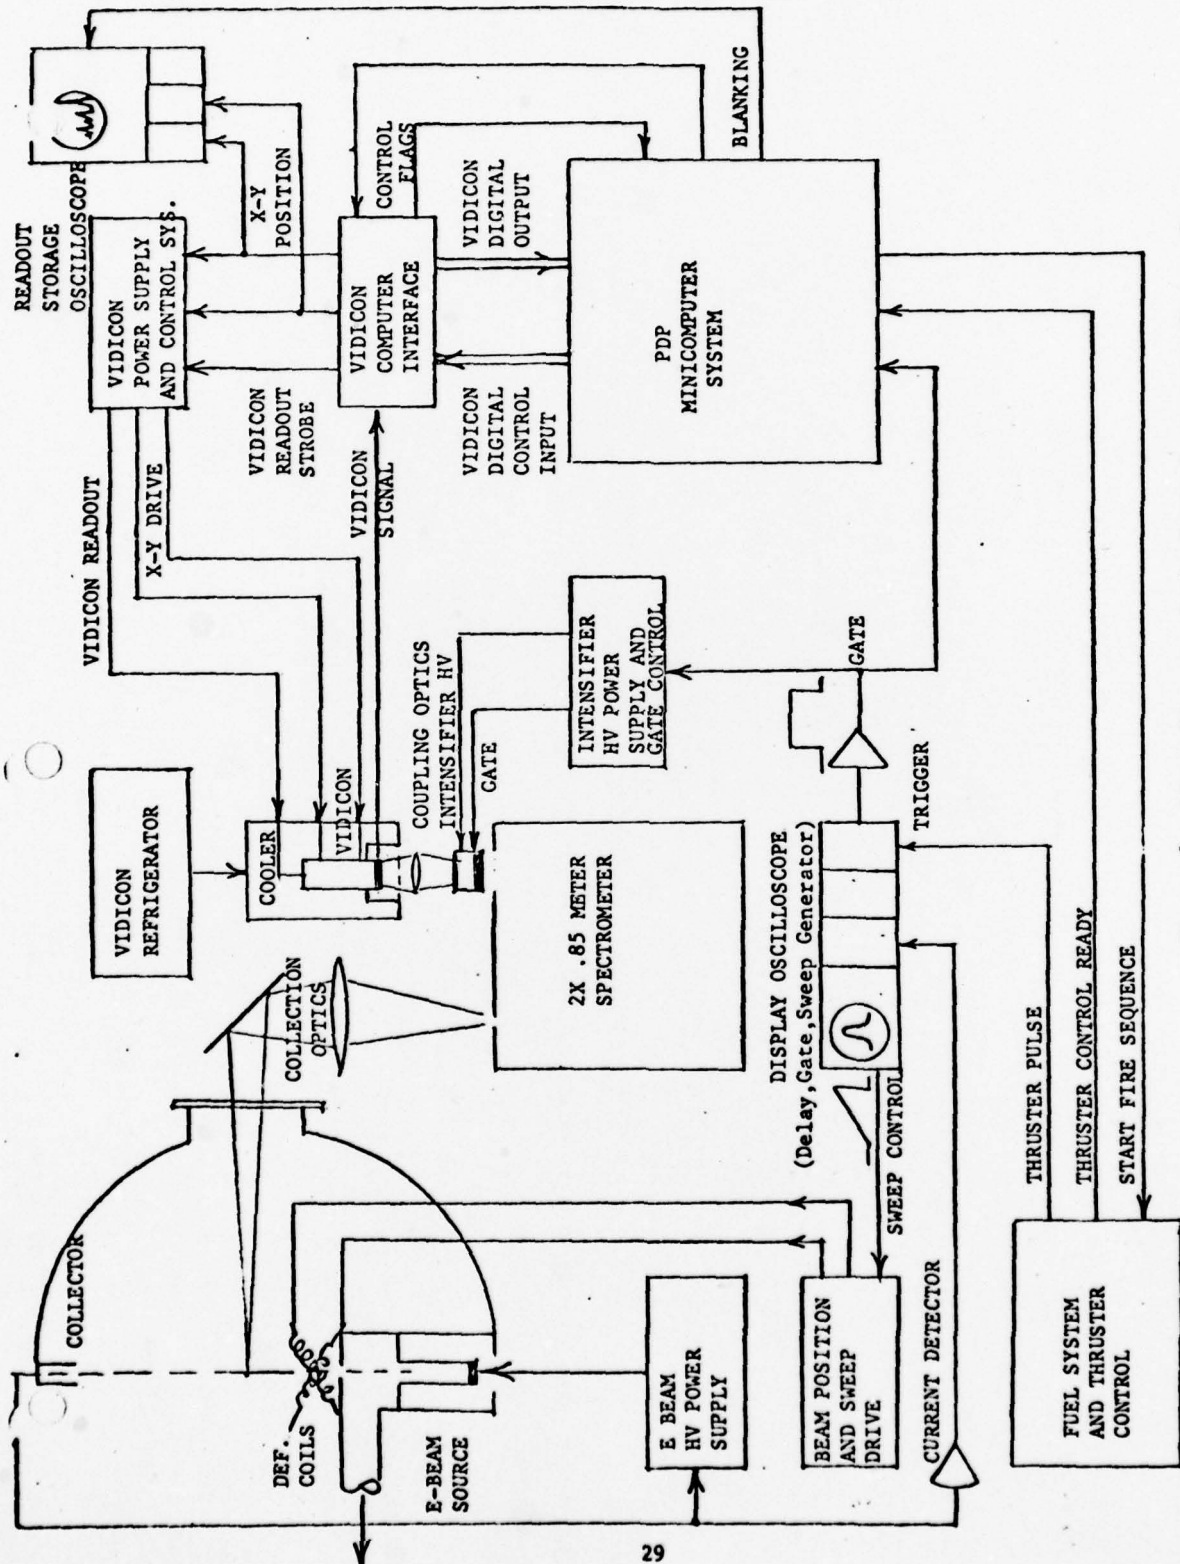 READOUT
STORAGE
OSCILLOSCOPE
VIDICON
POWER SUPPLY
AND CONTROL SYS.
X-Y
POSITION
VIDICON READOUT
X-Y DRIVE
VIDICON
READOUT
STROBE
VIDICON
COMPUTER
INTERFACE
CONTROL
FLAGS
VIDICON
SIGNAL
VIDICON
DIGITAL
OUTPUT
VIDICON
DIGITAL
CONTROL
INPUT
PDP
MINICOMPUTER
SYSTEM
BLANKING
VIDICON
REFRIGERATOR
COOLER
VIDICON
COUPLING OPTICS
INTENSIFIER HV
GATE
INTENSIFIER
HV POWER
SUPPLY AND
GATE CONTROL
COLLECTION
OPTICS
2X .85 METER
SPECTROMETER
GATE
TRIGGER
DISPLAY OSCILLOSCOPE
(Delay,Gate,Sweep Generator)
SWEEP CONTROL
COLLECTOR
DEF.
COILS
E-BEAM
SOURCE
E BEAM
HV POWER
SUPPLY
BEAM POSITION
AND SWEEP
DRIVE
CURRENT DETECTOR
THRUSTER PULSE
THRUSTER CONTROL READY
START FIRE SEQUENCE
FUEL SYSTEM
AND THRUSTER
CONTROL
29